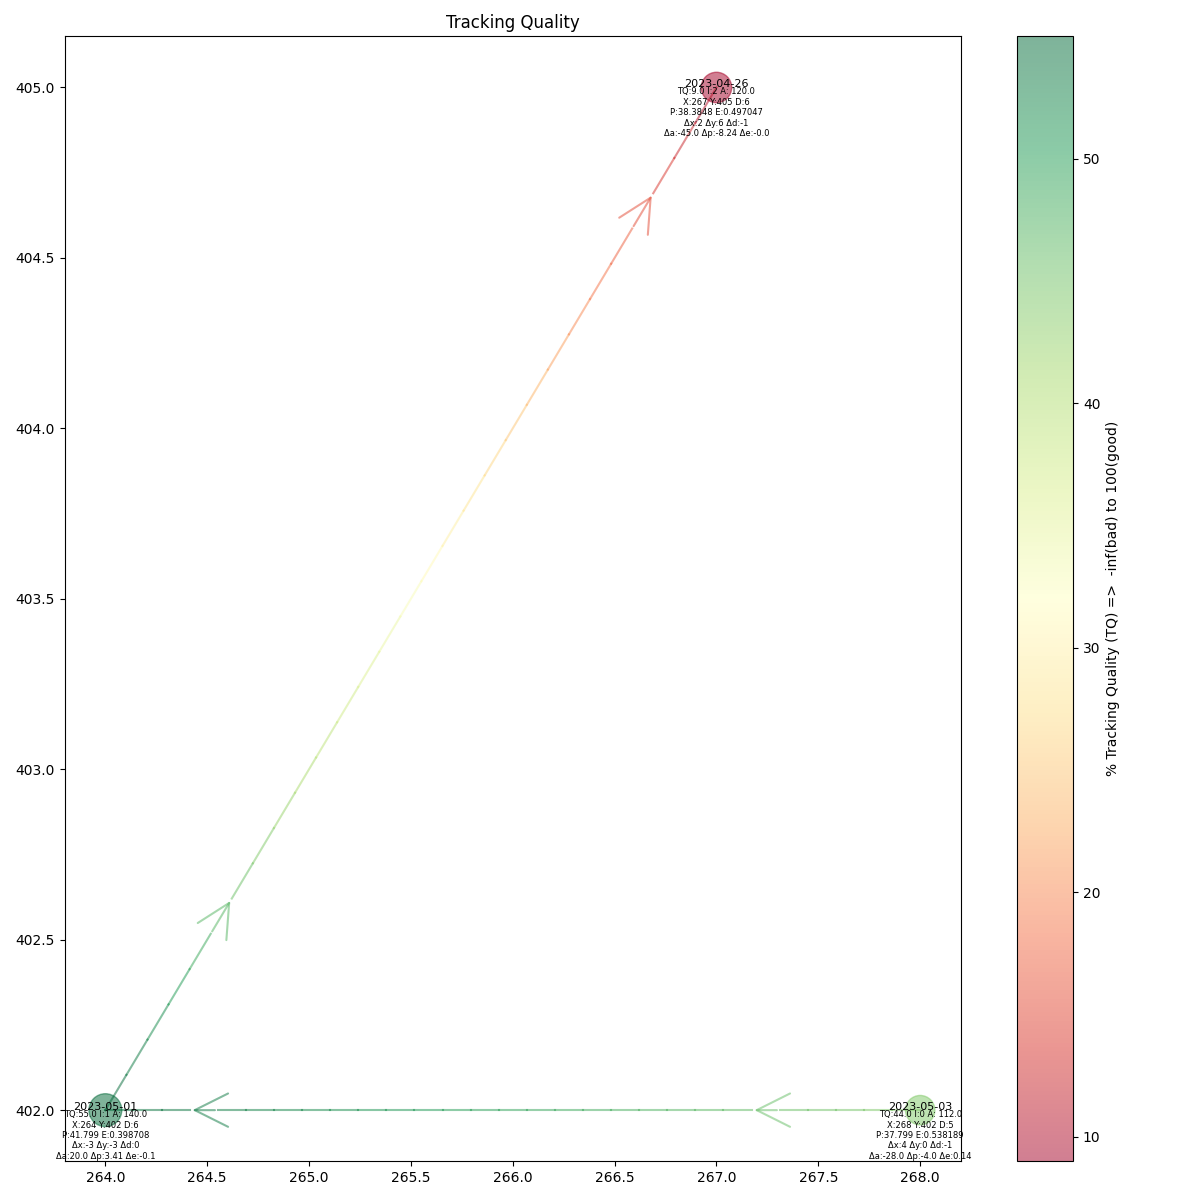 Tracking Quality
405.0
404.5
404.0
403.5
403.0
402.5
402.0
2023-04-26
TQ:9.0 I:2 A: 120.0
X:267 Y:405 D:6
P:38.3848 E:0.497047
Δx:2 Δy:6 Δd:-1
Δa:-45.0 Δp:-8.24 Δe:-0.0
2023-05-01
TQ:55.0 I:1 A: 140.0
X:264 Y:402 D:6
P:41.799 E:0.398708
Δx:-3 Δy:-3 Δd:0
Δa:20.0 Δp:3.41 Δe:-0.1
2023-05-03
TQ:44.0 I:0 A: 112.0
X:268 Y:402 D:5
P:37.799 E:0.538189
Δx:4 Δy:0 Δd:-1
Δa:-28.0 Δp:-4.0 Δe:0.14
264.0 264.5 265.0 265.5 266.0 266.5 267.0 267.5 268.0
50
40
30
20
10
% Tracking Quality (TQ) => -inf(bad) to 100(good)